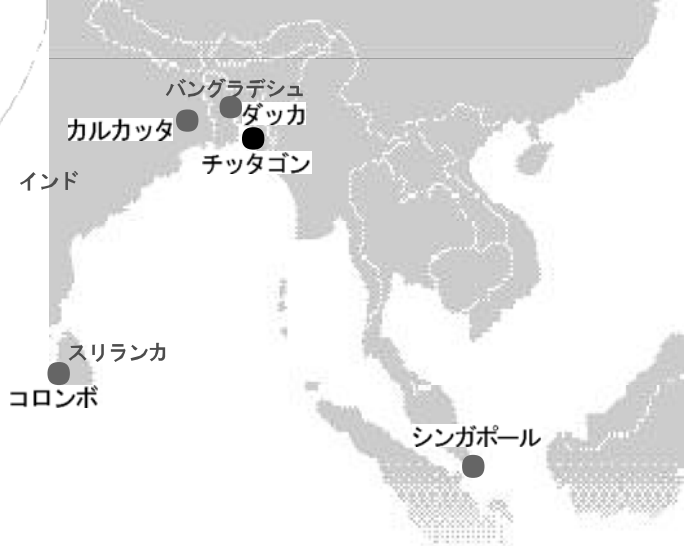 バングラデシュ
ダッカ
カルカッタ
チッタゴン
インド
スリランカ
コロンボ
シンガポール